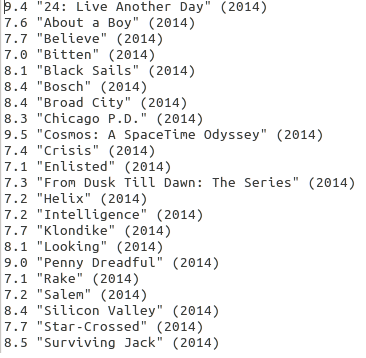 9.4 "24: Live Another Day" (2014)
7.6 "About a Boy" (2014)
7.7 "Believe" (2014)
7.0 "Bitten" (2014)
8.1 "Black Sails" (2014)
8.4 "Bosch" (2014)
8.4 "Broad City" (2014)
8.3 "Chicago P.D." (2014)
9.5 "Cosmos: A SpaceTime Odyssey" (2014)
7.4 "Crisis" (2014)
7.1 "Enlisted" (2014)
7.3 "From Dusk Till Dawn: The Series" (2014)
7.2 "Helix" (2014)
7.2 "Intelligence" (2014)
7.7 "Klondike" (2014)
8.1 "Looking" (2014)
9.0 "Penny Dreadful" (2014)
7.1 "Rake" (2014)
7.2 "Salem" (2014)
8.4 "Silicon Valley" (2014)
7.7 "Star-Crossed" (2014)
8.5 "Surviving Jack" (2014)